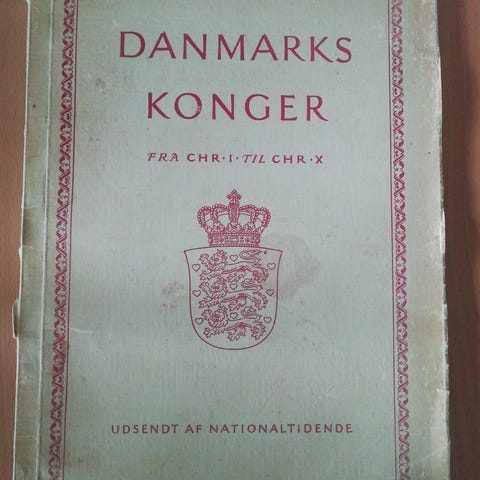 DANMARKS
KONGER
FRA CHR·I·TIL CHR·X
UDSENDT AF NATIONALTIDENDE